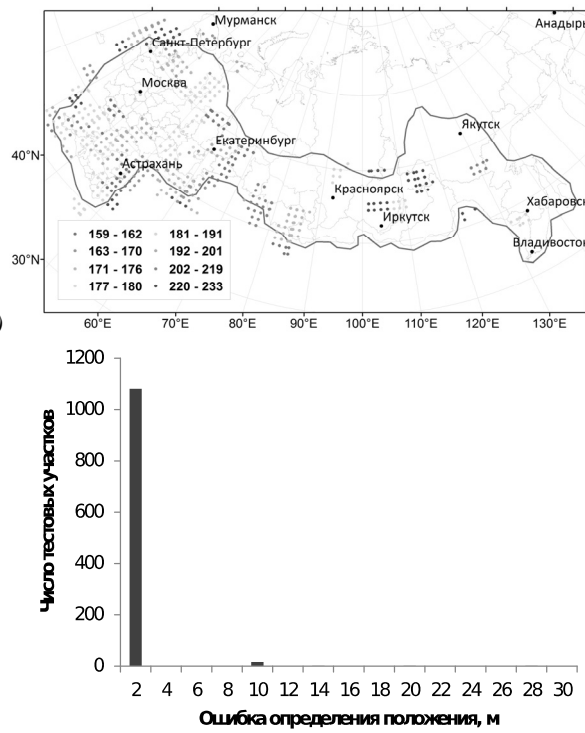 Мурманск
Анадырь
Санкт-Петербург
Москва
Якутск
Екатеринбург
40°N
Астрахань
Красноярск
Хабаровск
Иркутск
159 - 162 181 - 191
163 - 170 192 - 201
171 - 176 202 - 219
177 - 180 220 - 233
Владивосток
30°N
60°E 70°E 80°E 90°E 100°E 110°E 120°E 130°E
)
1200
1000
800
600
400
200
0
Число тестовых участков
2 4 6 8 10 12 14 16 18 20 22 24 26 28 30
Ошибка определения положения, м